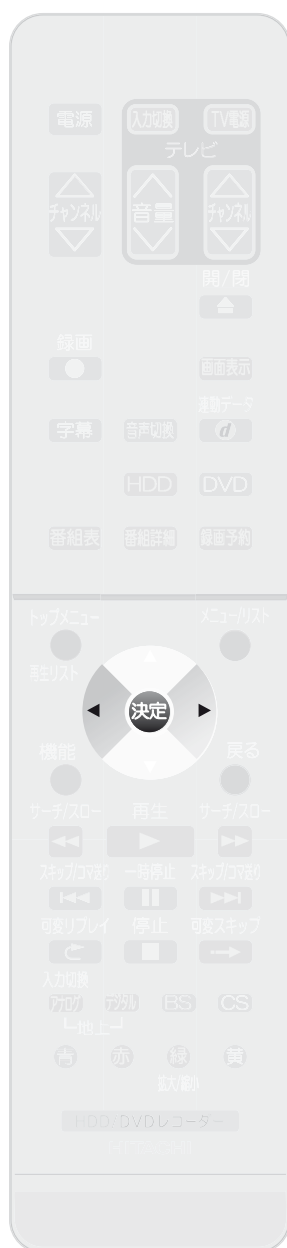 電源 入力切換 TV電源
テレビ
チャンネル 音量 チャンネル
開/閉
録画
画面表示
連動データ
字幕 音声切換 d
HDD DVD
番組表 番組詳細 録画予約
トップメニュー メニュー/リスト
再生リスト
決定
機能 戻る
サーチ/スロー 再生 サーチ/スロー
スキップ/コマ送り 一時停止 スキップ/コマ送り
可変リプレイ 停止 可変スキップ
入力切換
アナログ デジタル BS CS
地上
青 赤 緑 黄
拡大/縮小
HDD/DVDレコーダー